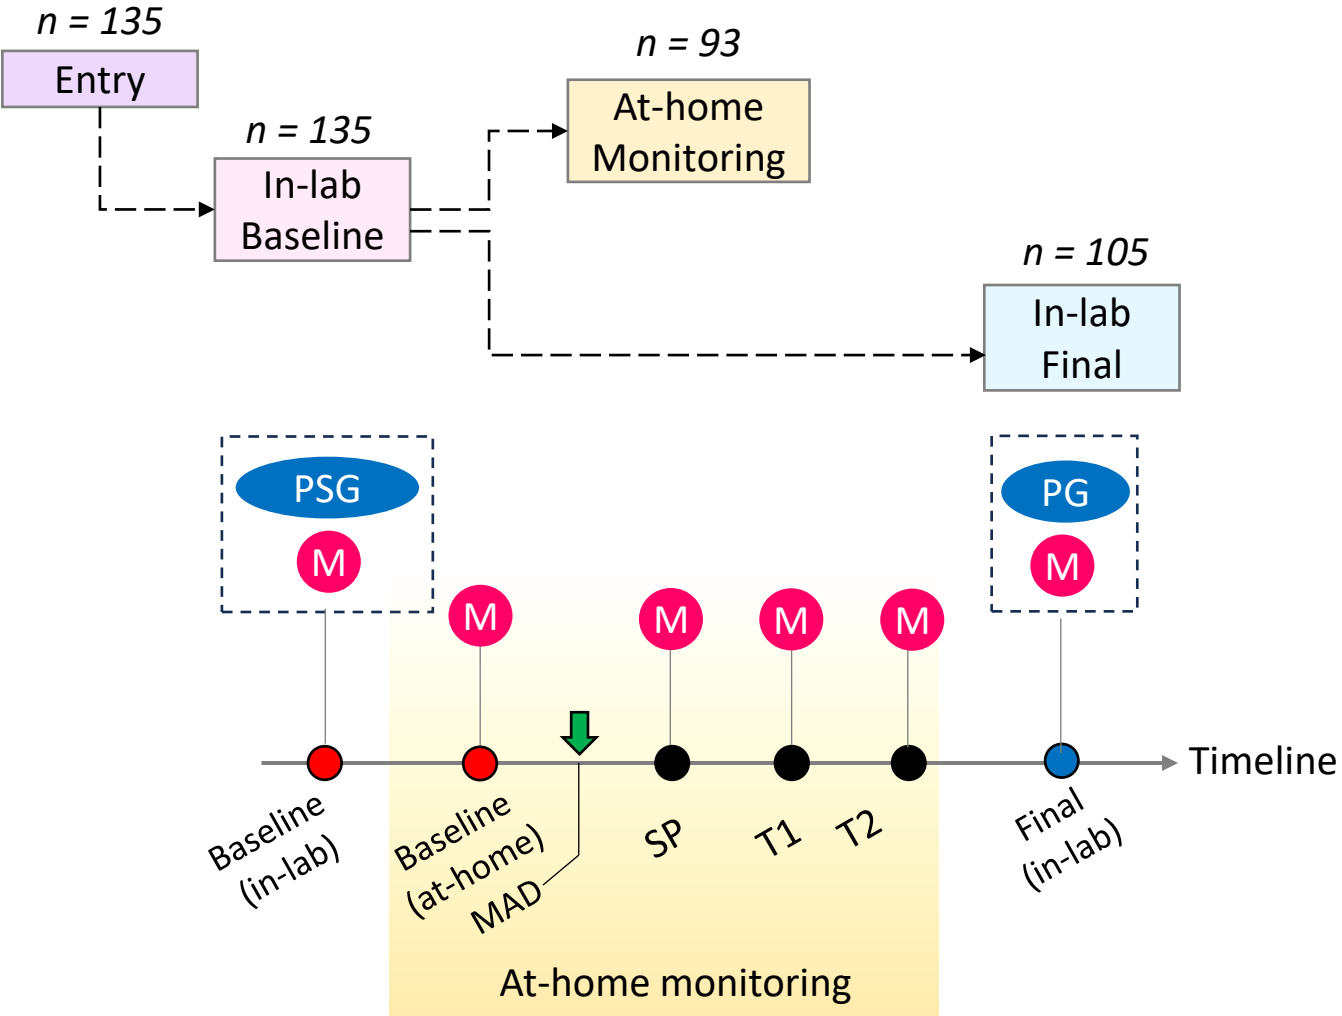 n = 135
Entry
n = 135
In-lab
Baseline
n = 93
At-home
Monitoring
n = 105
In-lab
Final
PSG
M
PG
M
M
M
M
M
Timeline
Baseline
(in-lab)
Baseline
(at-home)
MAD
SP
T1
T2
Final
(in-lab)
At-home monitoring